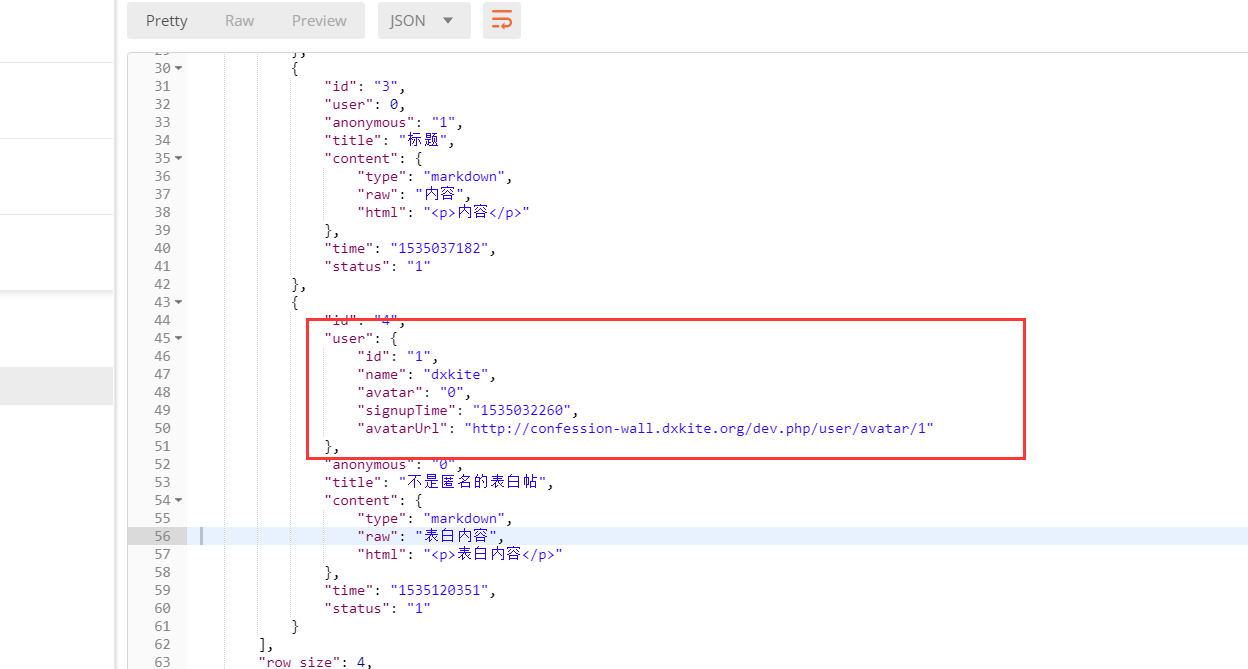 Pretty Raw Preview JSON
29 },
30 {
31 "id": "3",
32 "user": 0,
33 "anonymous": "1",
34 "title": "标题",
35 "content": {
36 "type": "markdown",
37 "raw": "内容",
38 "html": "<p>内容</p>"
39 },
40 "time": "1535037182",
41 "status": "1"
42 },
43 {
44 "id": "4",
45 "user": {
46 "id": "1",
47 "name": "dxkite",
48 "avatar": "0",
49 "signupTime": "1535032260",
50 "avatarUrl": "http://confession-wall.dxkite.org/dev.php/user/avatar/1"
51 },
52 "anonymous": "0",
53 "title": "不是匿名的表白帖",
54 "content": {
55 "type": "markdown",
56 "raw": "表白内容",
57 "html": "<p>表白内容</p>"
58 },
59 "time": "1535120351",
60 "status": "1"
61 }
62 ],
63 "row size": 4,